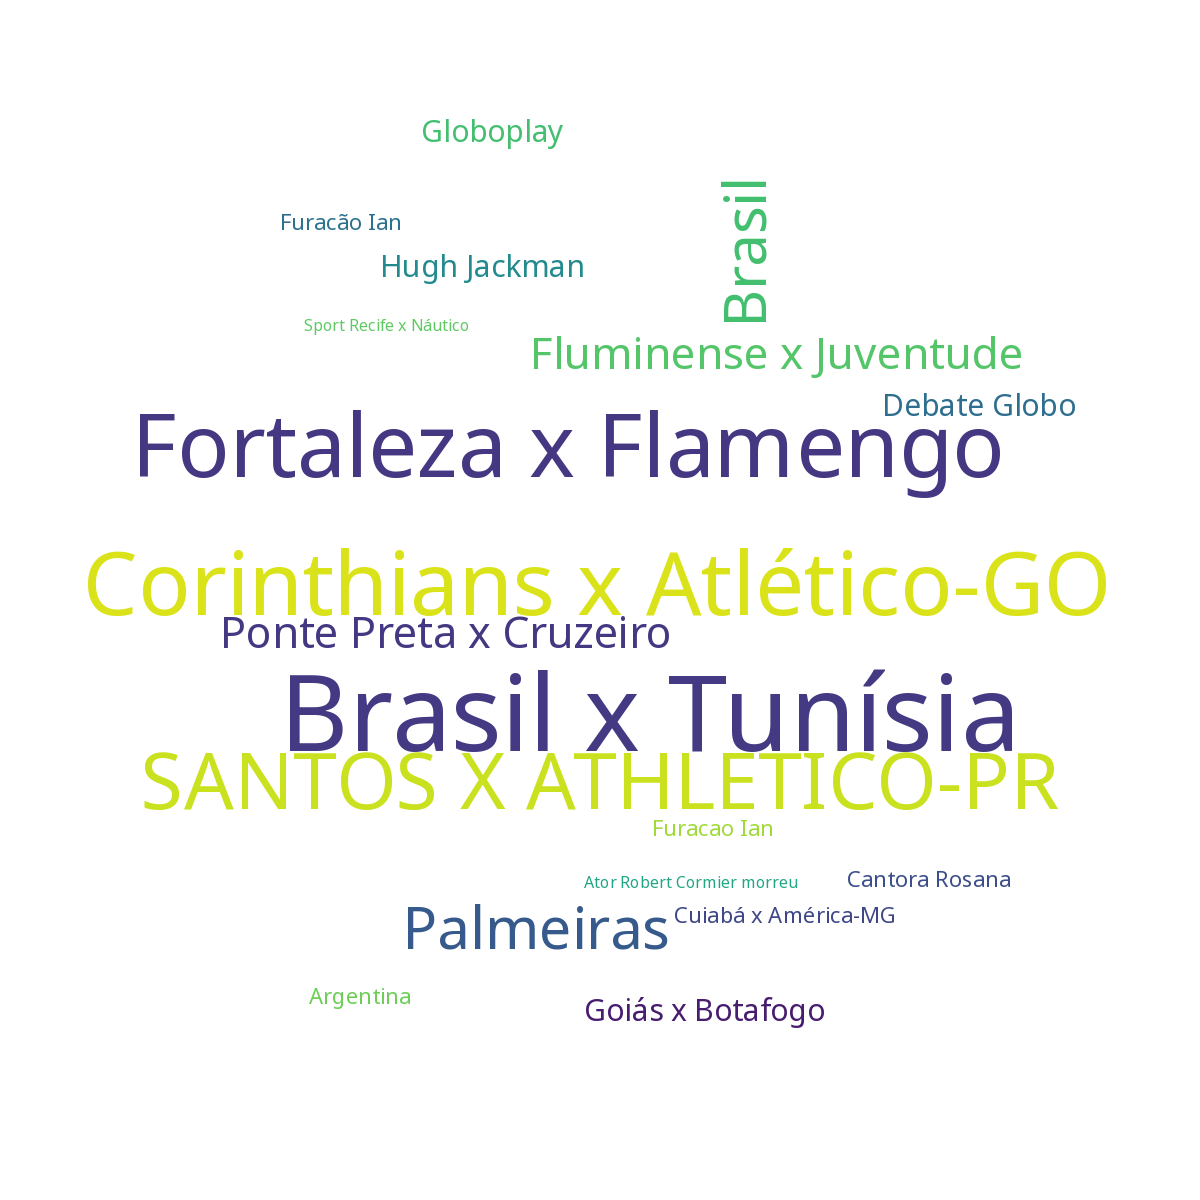 Globoplay
Brasil
Furacão Ian
Hugh Jackman
Sport Recife x Náutico
Fluminense x Juventude
Debate Globo
Fortaleza x Flamengo
Corinthians x Atlético-GO
Ponte Preta x Cruzeiro
Brasil x Tunísia
SANTOS X ATHLETICO-PR
Furacao Ian
Ator Robert Cormier morreu
Cantora Rosana
Palmeiras
Cuiabá x América-MG
Argentina
Goiás x Botafogo